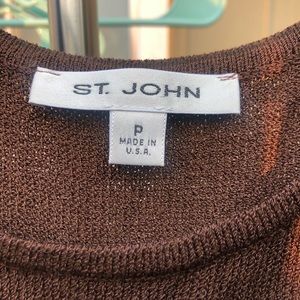 ST. JOHN
P
MADE IN
U.S.A.